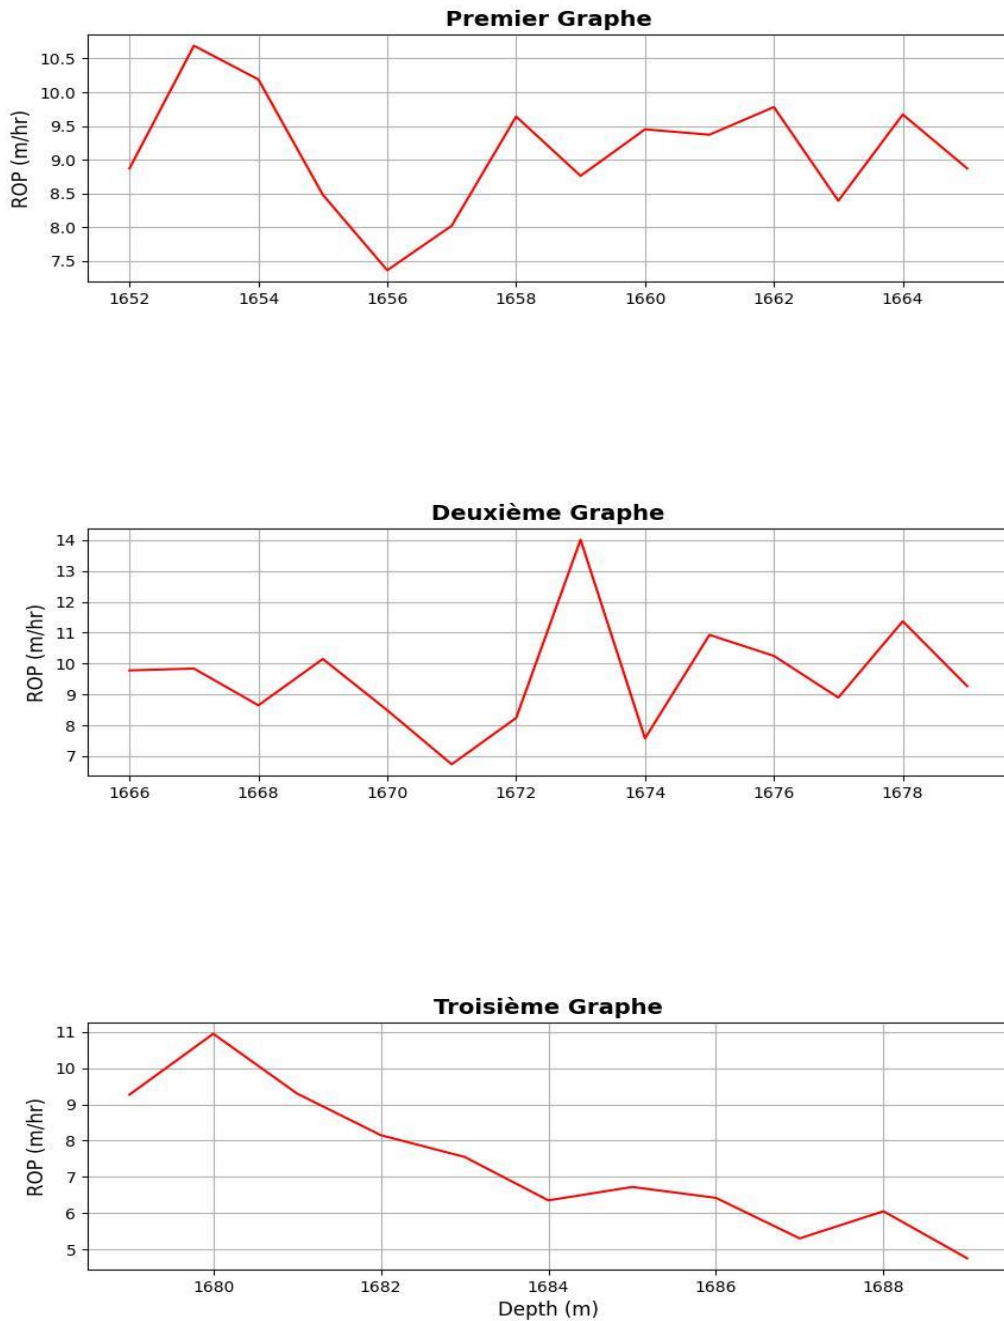 Premier Graphe
ROP (m/hr)
10.5
10.0
9.5
9.0
8.5
8.0
7.5
1652 1654 1656 1658 1660 1662 1664
Deuxième Graphe
ROP (m/hr)
14
13
12
11
10
9
8
7
1666 1668 1670 1672 1674 1676 1678
Troisième Graphe
ROP (m/hr)
11
10
9
8
7
6
5
1680 1682 1684 1686 1688
Depth (m)